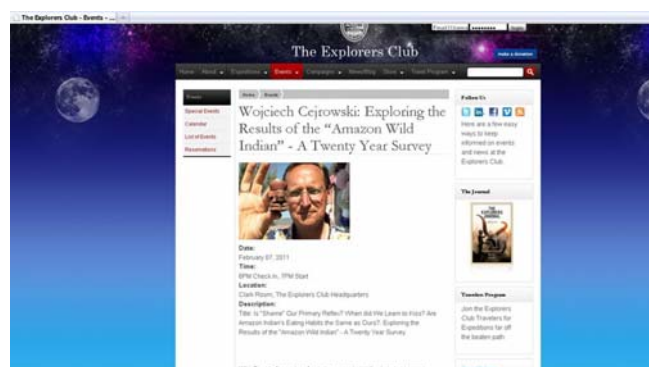 The Explorers Club - Events - ...
The Explorers Club
make a donation
Home About Expeditions Events Campaigns News/Blog Store Travel Program
Events
Special Events
Calendar
List of Events
Reservations
Home Events
Wojciech Cejrowski: Exploring the
Results of the “Amazon Wild
Indian” - A Twenty Year Survey
Date:
February 07, 2011
Time:
6PM Check In, 7PM Start
Location:
Clark Room, The Explorers Club Headquarters
Description:
Title: Is "Shame" Our Primary Reflex? When did We Learn to Kiss? Are
Amazon Indian's Eating Habits the Same as Ours?: Exploring the
Results of the "Amazon Wild Indian" - A Twenty Year Survey
Follow Us
Here are a few easy
ways to keep
informed on events
and news at the
Explorers Club.
The Journal
THE
EXPLORERS
JOURNAL
Travelers Program
Join the Explorers
Club Travelers for
Expeditions far off
the beaten path